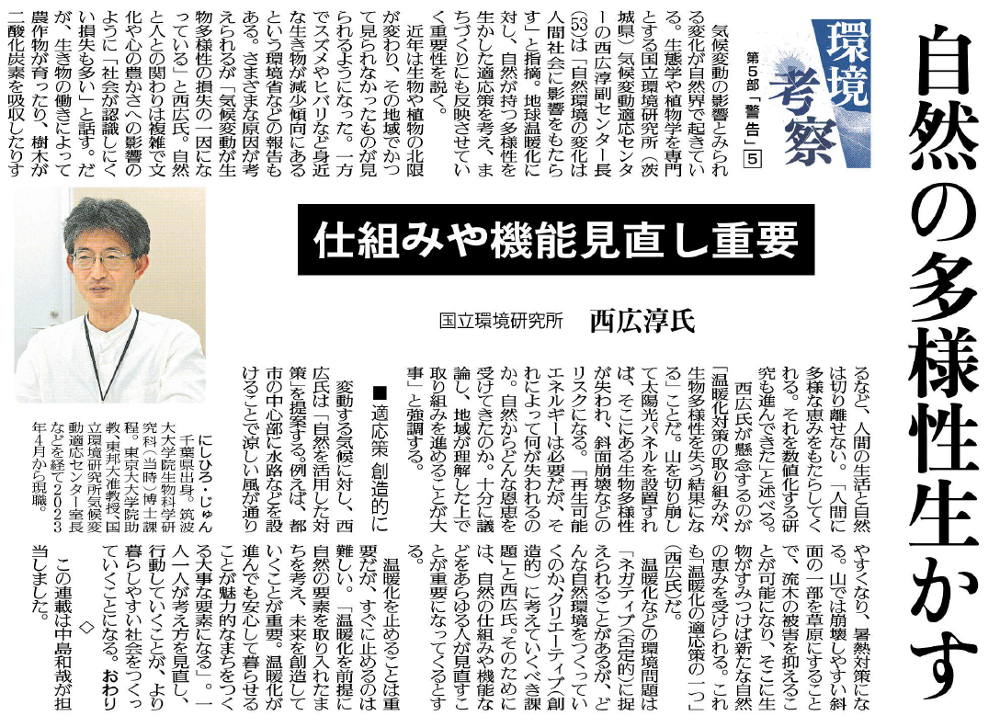 自然の多様性生かす
環境
考察
第5部「警告」5
仕組みや機能見直し重要
国立環境研究所　西広淳氏
気候変動の影響とみられ
る変化が自然界で起きてい
る。生態学や植物学を専門
とする国立環境研究所（茨
城県）気候変動適応センタ
ーの西広淳副センター長
(53)は「自然環境の変化は
人間社会に影響をもたら
す」と指摘。地球温暖化に
対し、自然が持つ多様性を
生かした適応策を考え、ま
ちづくりにも反映させてい
く重要性を説く。
近年は生物や植物の北限
が変わり、その地域でかつ
て見られなかったものが見
られるようになった。一方
でスズメやヒバリなど身近
な生き物が減少傾向にある
という環境省などの報告も
ある。さまざまな原因が考
えられるが「気候変動が生
物多様性の損失の一因にな
っている」と西広氏。自然
と人との関わりは複雑で文
化や心の豊かさへの影響の
ように「社会が認識しにく
い損失も多い」と話す。だ
が、生き物の働きによって
農作物が育ったり、樹木が
二酸化炭素を吸収したりす
るなど、人間の生活と自然
は切り離せない。「人間に
多様な恵みをもたらしてく
れる。それを数値化する研
究も進んできた」と述べる。
西広氏が懸念するのが
「温暖化対策の取り組みが、
生物多様性を失う結果にな
る」ことだ。山を切り崩し
て太陽光パネルを設置すれ
ば、そこにある生物多様性
が失われ、斜面崩壊などの
リスクになる。「再生可能
エネルギーは必要だが、そ
れによって何が失われるの
か。自然からどんな恩恵を
受けてきたのか。十分に議
論し、地域が理解した上で
取り組みを進めることが大
事」と強調する。
■適応策 創造的に
変動する気候に対し、西
広氏は「自然を活用した対
策」を提案する。例えば、都
市の中心部に水路などを設
けることで涼しい風が通り
やすくなり、暑熱対策にな
る。山では崩壊しやすい斜
面の一部を草原にすること
で、流木の被害を抑えるこ
とが可能になり、そこに生
物がすみつけば新たな自然
の恵みを受けられる。これ
も「温暖化の適応策の一つ」
（西広氏）だ。
温暖化などの環境問題は
「ネガティブ（否定的）に捉
えられることがあるが、ど
んな自然環境をつくってい
くのか、クリエーティブ（創
造的）に考えていくべき課
題」と西広氏。そのために
は、自然の仕組みや機能な
どをあらゆる人が見直すこ
とが重要になってくるとす
る。
温暖化を止めることは重
要だが、すぐに止めるのは
難しい。「温暖化を前提に
自然の要素を取り入れたま
ちを考え、未来を創造して
いくことが重要。温暖化が
進んでも安心して暮らせる
ことが魅力的なまちをつく
る大事な要素になる」。一
人一人が考え方を見直し、
行動していくことが、より
暮らしやすい社会をつくっ
ていくことになる。　おわり
◇
この連載は中島和哉が担
当しました。
にしひろ・じゅん
千葉県出身。筑波
大大学院生物科学研
究科（当時）博士課
程。東京大大学院助
教、東邦大准教授、国
立環境研究所気候変
動適応センター室長
などを経て2023
年4月から現職。